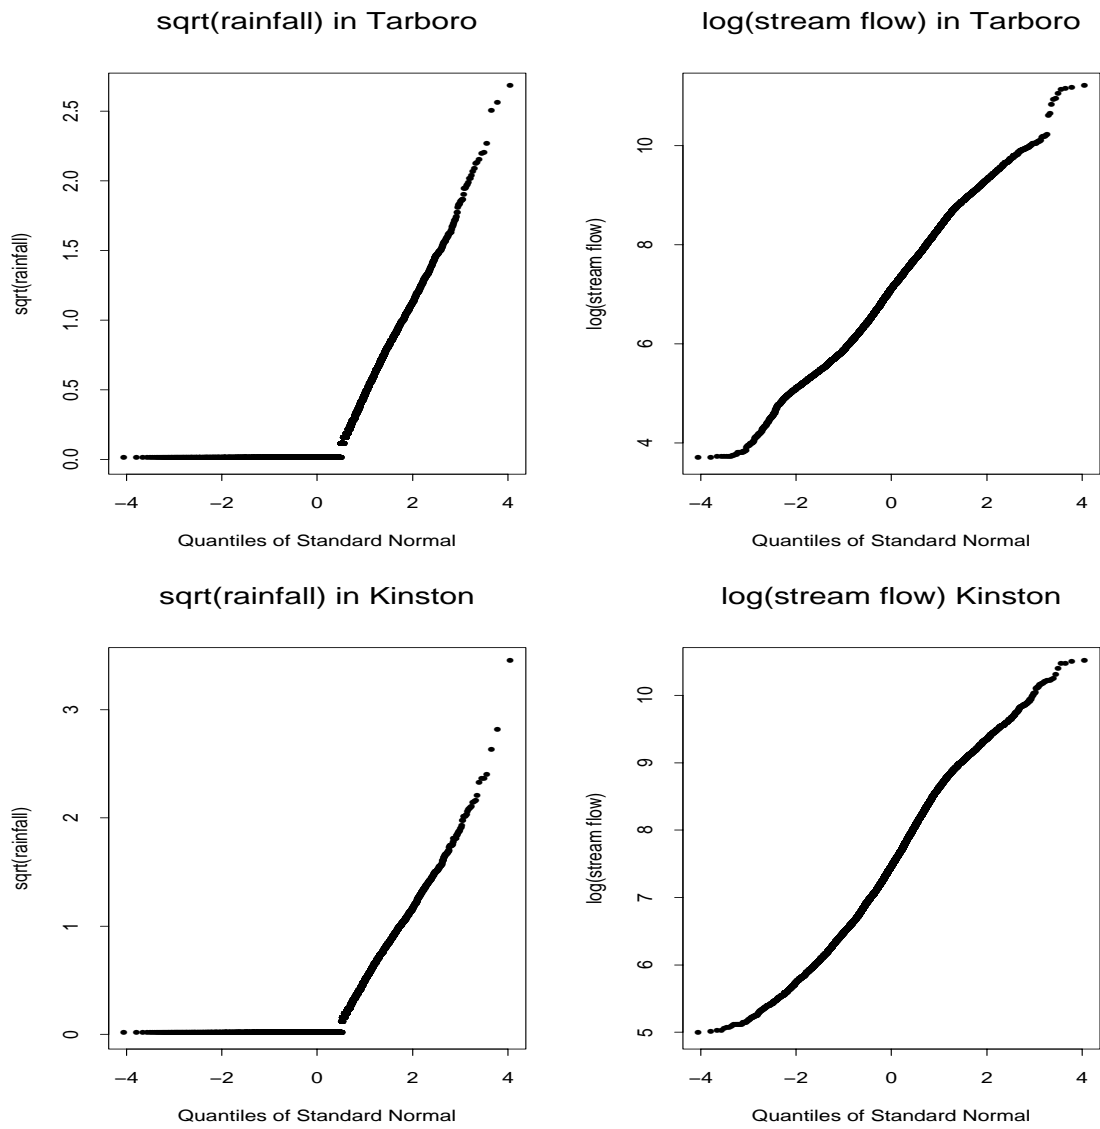 sqrt(rainfall) in Tarboro
sqrt(rainfall)
0.0 0.5 1.0 1.5 2.0 2.5
−4 −2 0 2 4
Quantiles of Standard Normal
log(stream flow) in Tarboro
log(stream flow)
4 6 8 10
−4 −2 0 2 4
Quantiles of Standard Normal
sqrt(rainfall) in Kinston
sqrt(rainfall)
0 1 2 3
−4 −2 0 2 4
Quantiles of Standard Normal
log(stream flow) Kinston
log(stream flow)
5 6 7 8 9 10
−4 −2 0 2 4
Quantiles of Standard Normal